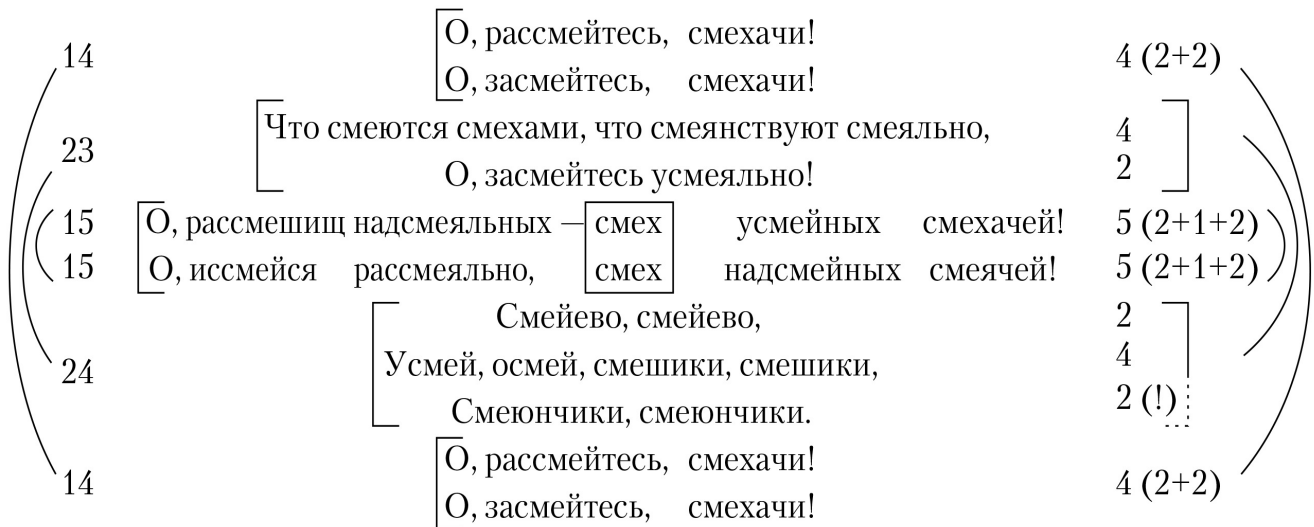 О, рассмейтесь, смехачи!
14 4 (2+2)
О, засмейтесь, смехачи!
Что смеются смехами, что смеянствуют смеяльно, 4
23
О, засмейтесь усмеяльно! 2
15 О, рассмешищ надсмеяльных — смех усмейных смехачей! 5 (2+1+2)
15 О, иссмейся рассмеяльно, смех надсмейных смеячей! 5 (2+1+2)
Смейево, смейево, 2
24 Усмей, осмей, смешики, смешики, 4
Смеюнчики, смеюнчики. 2 (!)
О, рассмейтесь, смехачи!
14 4 (2+2)
О, засмейтесь, смехачи!